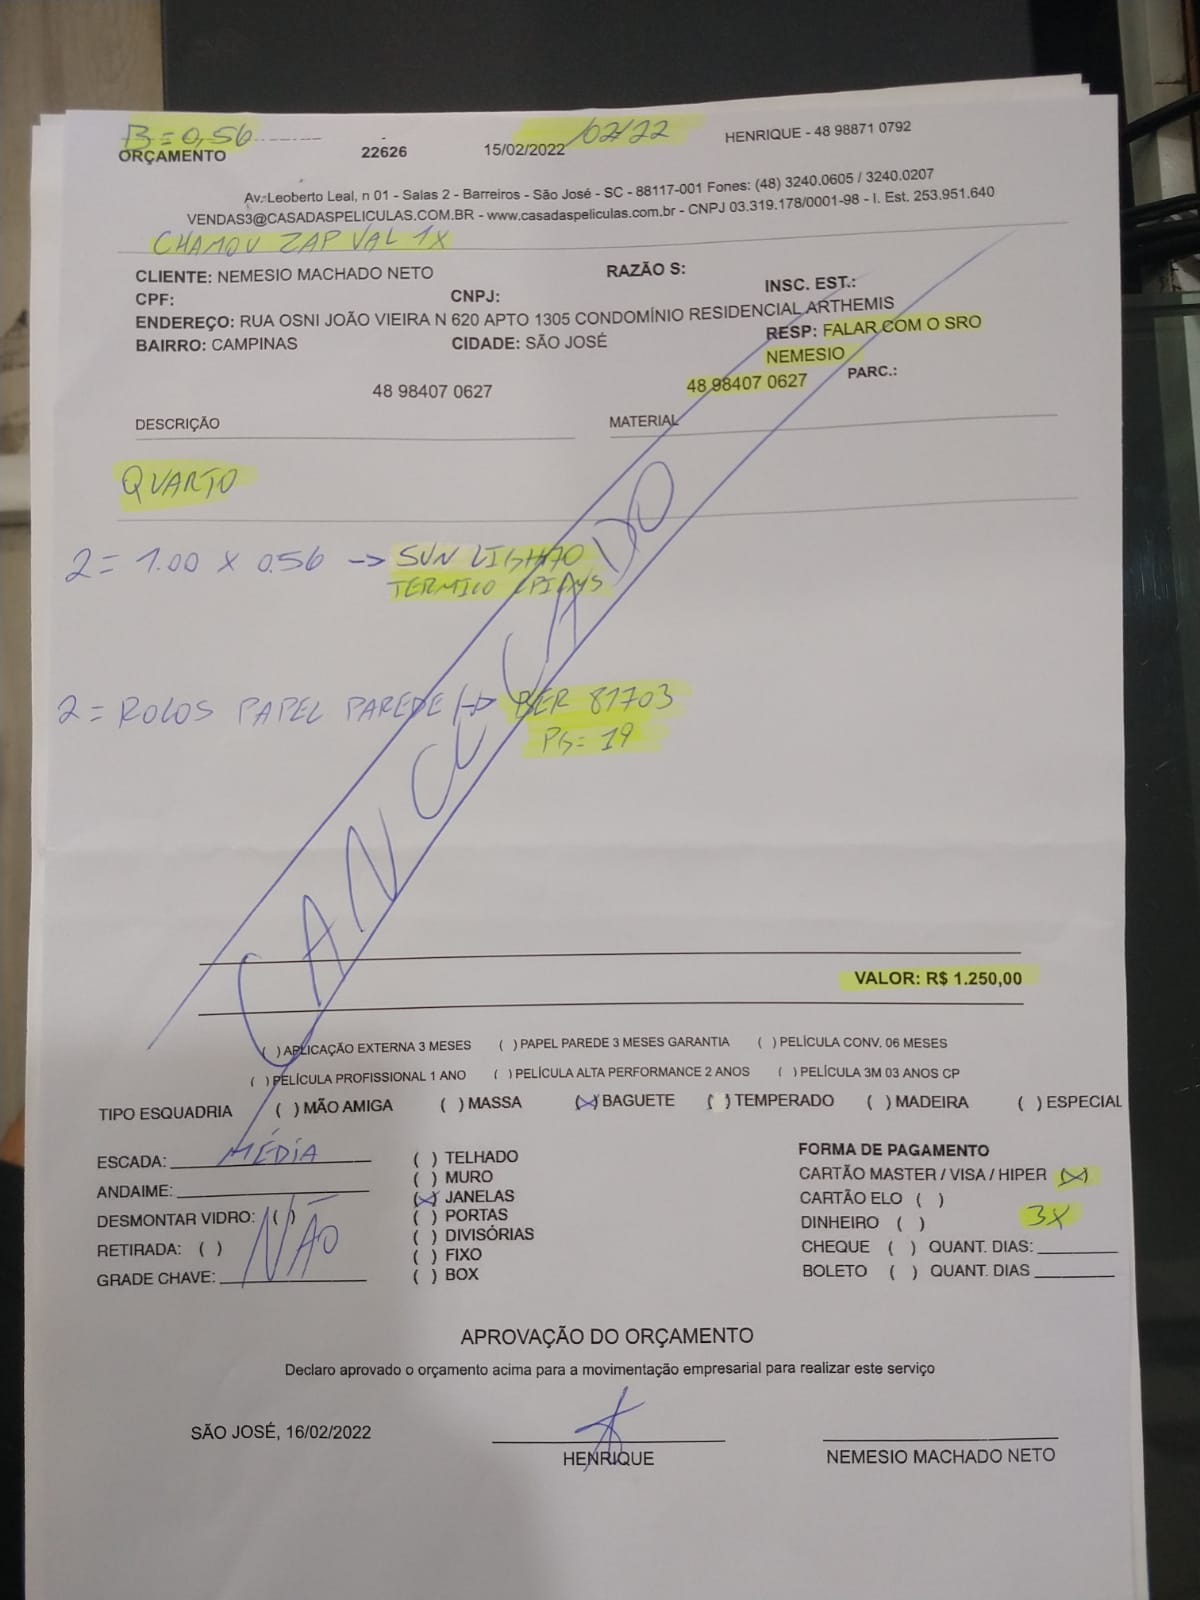 B = 0,56
/02/22
ORÇAMENTO 22626 15/02/2022 HENRIQUE - 48 98871 0792
Av. Leoberto Leal, n 01 - Salas 2 - Barreiros - São José - SC - 88117-001 Fones: (48) 3240.0605 / 3240.0207
VENDAS3@CASADASPELICULAS.COM.BR - www.casadaspeliculas.com.br - CNPJ 03.319.178/0001-98 - I. Est. 253.951.640
CHAMOU ZAP VAL 1X
CLIENTE: NEMESIO MACHADO NETO RAZÃO S:
CPF: CNPJ: INSC. EST.:
ENDEREÇO: RUA OSNI JOÃO VIEIRA N 620 APTO 1305 CONDOMÍNIO RESIDENCIAL ARTHEMIS
BAIRRO: CAMPINAS CIDADE: SÃO JOSÉ RESP: FALAR COM O SRO
NEMESIO
48 98407 0627 48 98407 0627 PARC.:
DESCRIÇÃO MATERIAL
QUARTO
2 = 1.00 X 0.56 -> SUN LIGHT 70
TERMICO
2 = ROLOS PAPEL PAREDE -> BER 81703
PG = 19
CANCELADO
VALOR: R$ 1.250,00
( ) APLICAÇÃO EXTERNA 3 MESES ( ) PAPEL PAREDE 3 MESES GARANTIA ( ) PELÍCULA CONV. 06 MESES
( ) PELÍCULA PROFISSIONAL 1 ANO ( ) PELÍCULA ALTA PERFORMANCE 2 ANOS ( ) PELÍCULA 3M 03 ANOS CP
TIPO ESQUADRIA ( ) MÃO AMIGA ( ) MASSA (X) BAGUETE ( ) TEMPERADO ( ) MADEIRA ( ) ESPECIAL
ESCADA: MÉDIA
ANDAIME:
DESMONTAR VIDRO: ( )
RETIRADA: ( )
GRADE CHAVE:
NÃO
( ) TELHADO
( ) MURO
(X) JANELAS
( ) PORTAS
( ) DIVISÓRIAS
( ) FIXO
( ) BOX
FORMA DE PAGAMENTO
CARTÃO MASTER / VISA / HIPER (X)
CARTÃO ELO ( )
DINHEIRO ( ) 3X
CHEQUE ( ) QUANT. DIAS:
BOLETO ( ) QUANT. DIAS
APROVAÇÃO DO ORÇAMENTO
Declaro aprovado o orçamento acima para a movimentação empresarial para realizar este serviço
SÃO JOSÉ, 16/02/2022
HENRIQUE NEMESIO MACHADO NETO